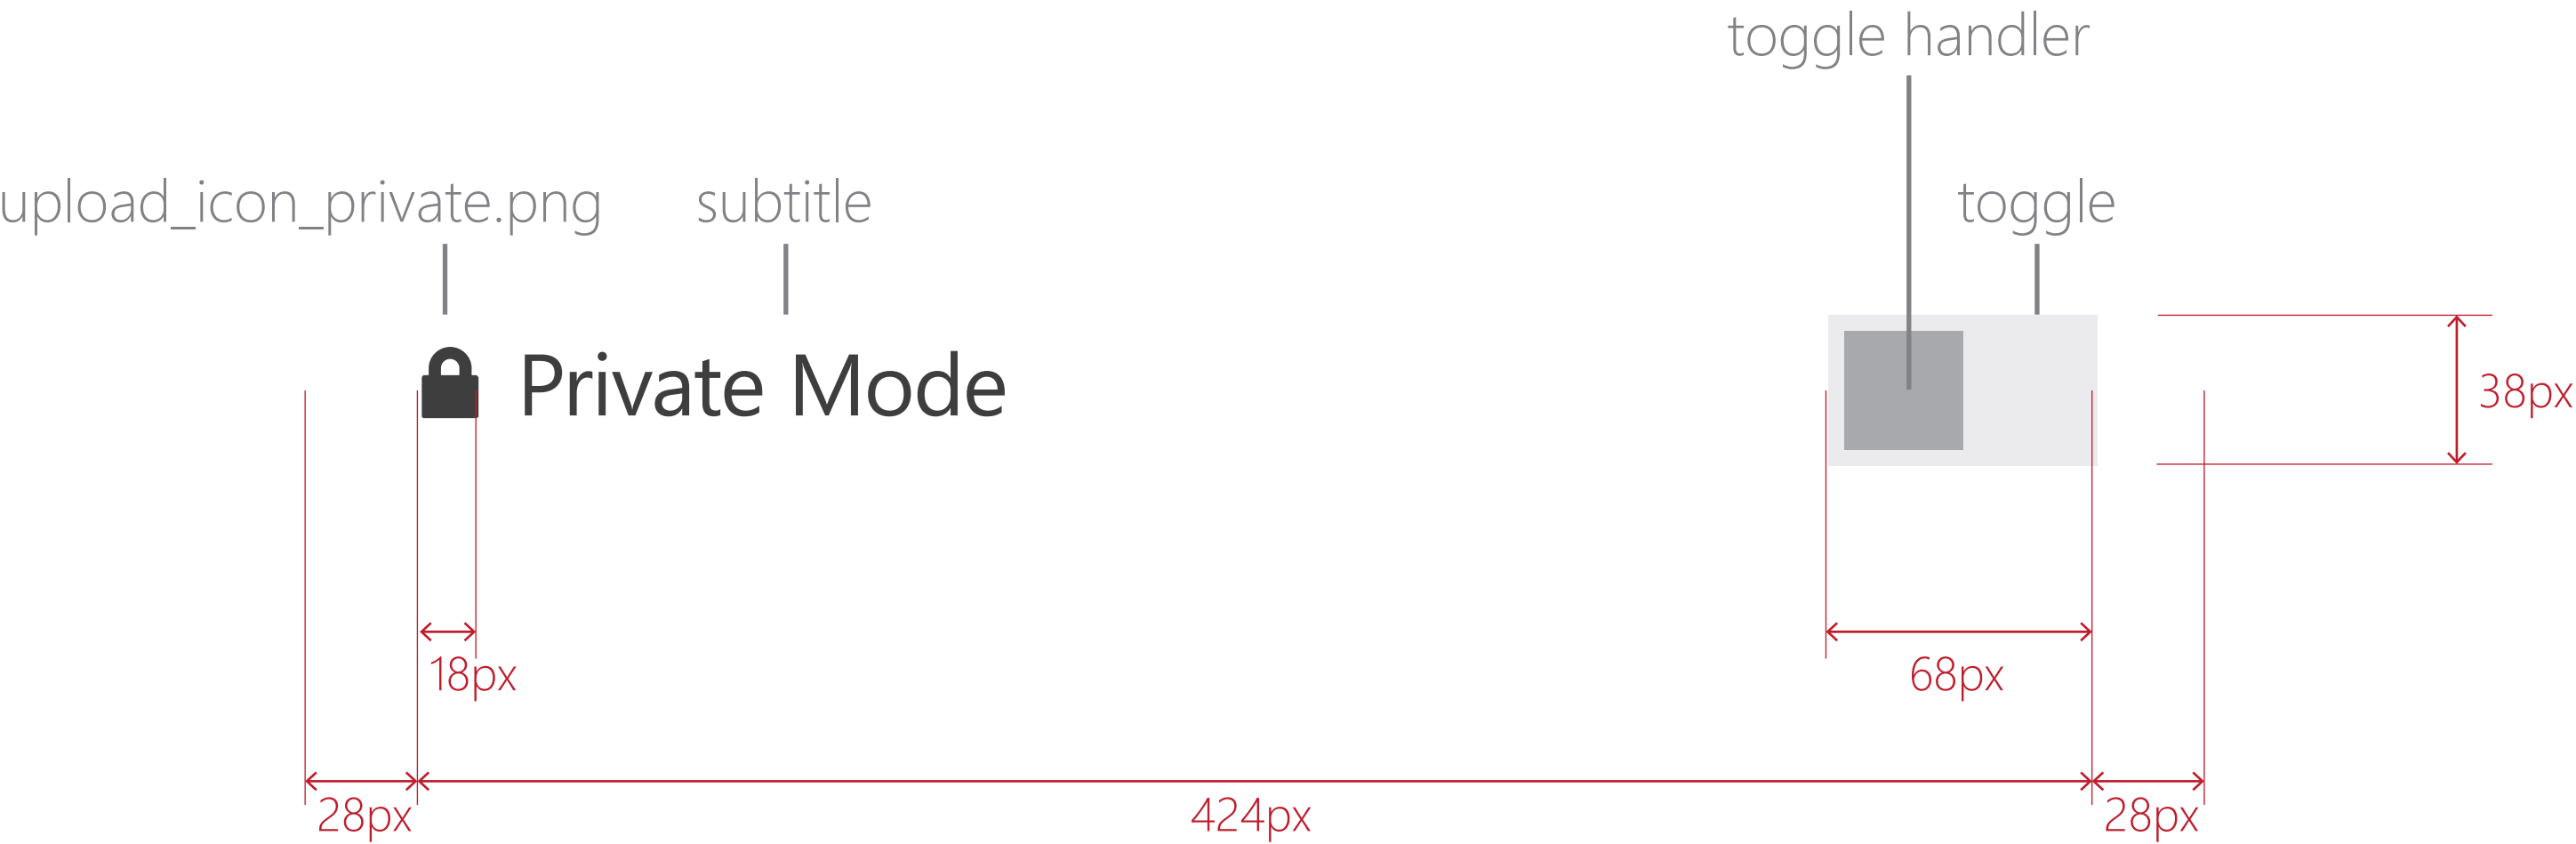 toggle handler
upload_icon_private.png
subtitle
toggle
Private Mode
38px
18px
68px
28px
424px
28px